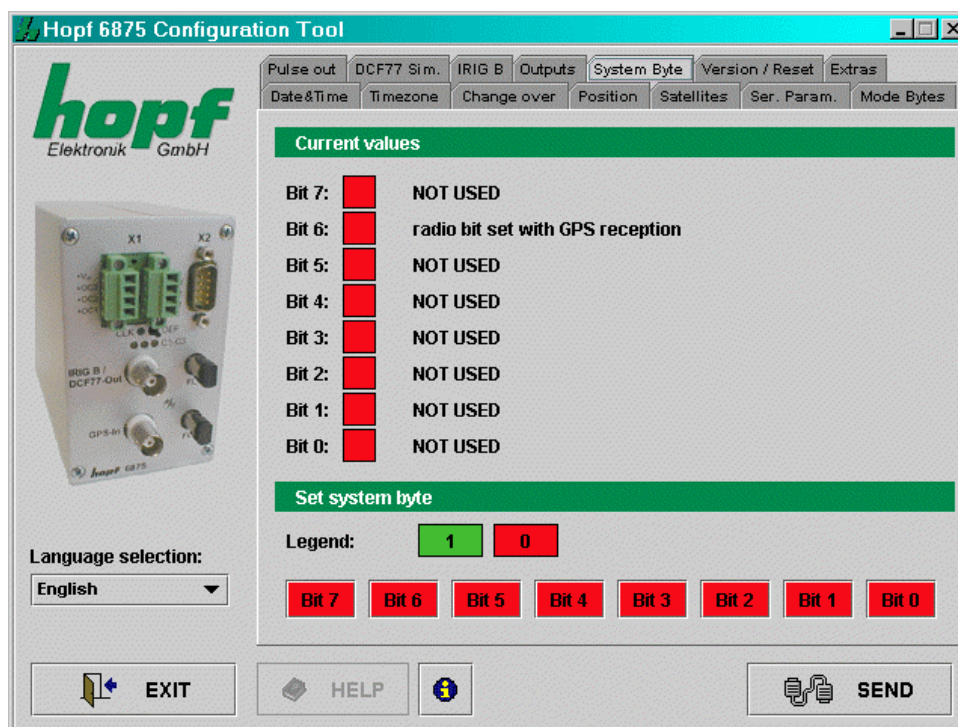 Hopf 6875 Configuration Tool
hopf
Elektronik GmbH
Pulse out DCF77 Sim. IRIG B Outputs System Byte Version / Reset Extras
Date&Time Timezone Change over Position Satellites Ser. Param. Mode Bytes
Current values
Bit 7: NOT USED
Bit 6: radio bit set with GPS reception
Bit 5: NOT USED
Bit 4: NOT USED
Bit 3: NOT USED
Bit 2: NOT USED
Bit 1: NOT USED
Bit 0: NOT USED
X1 X2
CLK
C1-C3
IRIG B /
DCF77-Out
GPS-In
hopf 6875
Set system byte
Legend: 1 0
Bit 7 Bit 6 Bit 5 Bit 4 Bit 3 Bit 2 Bit 1 Bit 0
Language selection:
English
EXIT HELP SEND